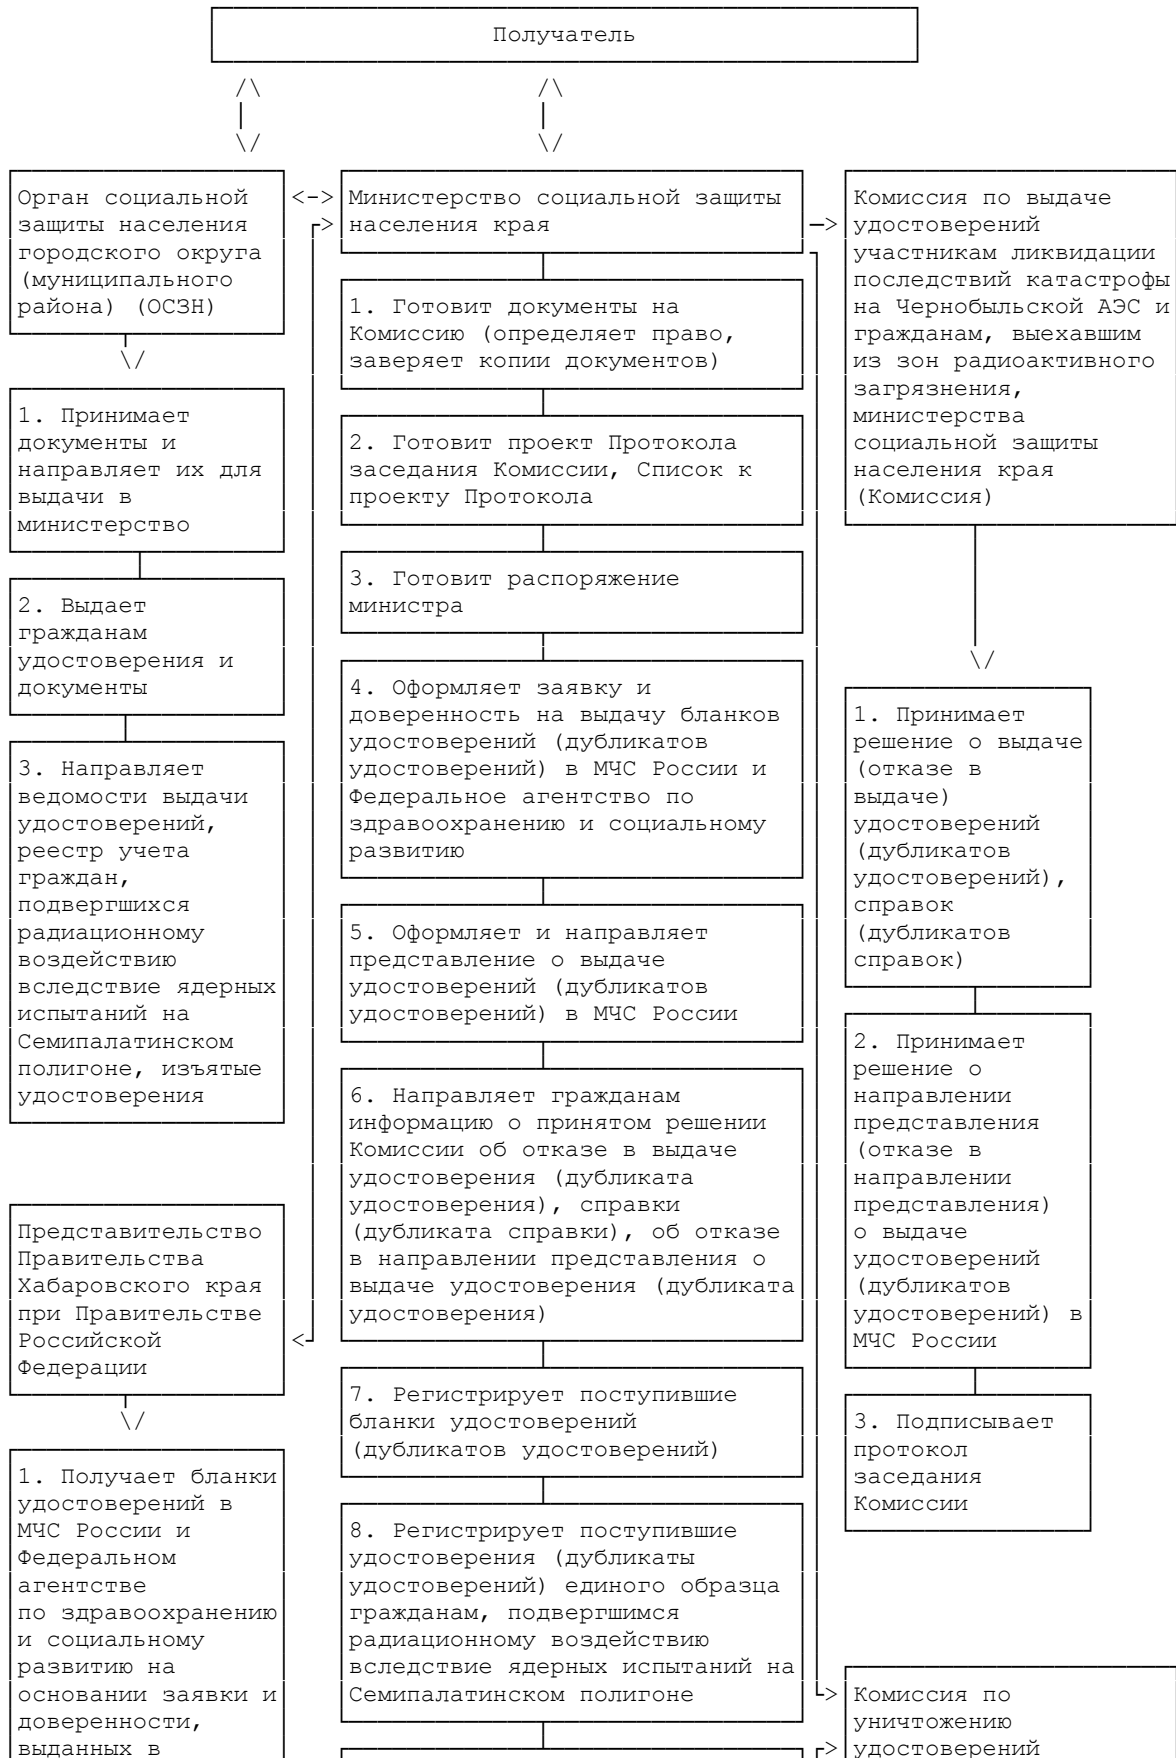 Получатель
Орган социальной
защиты населения
городского округа
(муниципального
района) (ОСЗН)
1. Принимает
документы и
направляет их для
выдачи в
министерство
2. Выдает
гражданам
удостоверения и
документы
3. Направляет
ведомости выдачи
удостоверений,
реестр учета
граждан,
подвергшихся
радиационному
воздействию
вследствие ядерных
испытаний на
Семипалатинском
полигоне, изъятые
удостоверения
Представительство
Правительства
Хабаровского края
при Правительстве
Российской
Федерации
1. Получает бланки
удостоверений в
МЧС России и
Федеральном
агентстве
по здравоохранению
и социальному
развитию на
основании заявки и
доверенности,
выданных в
Министерство социальной защиты
населения края
1. Готовит документы на
Комиссию (определяет право,
заверяет копии документов)
2. Готовит проект Протокола
заседания Комиссии, Список к
проекту Протокола
3. Готовит распоряжение
министра
4. Оформляет заявку и
доверенность на выдачу бланков
удостоверений (дубликатов
удостоверений) в МЧС России и
Федеральное агентство по
здравоохранению и социальному
развитию
5. Оформляет и направляет
представление о выдаче
удостоверений (дубликатов
удостоверений) в МЧС России
6. Направляет гражданам
информацию о принятом решении
Комиссии об отказе в выдаче
удостоверения (дубликата
удостоверения), справки
(дубликата справки), об отказе
в направлении представления о
выдаче удостоверения (дубликата
удостоверения)
7. Регистрирует поступившие
бланки удостоверений
(дубликатов удостоверений)
8. Регистрирует поступившие
удостоверения (дубликаты
удостоверений) единого образца
гражданам, подвергшимся
радиационному воздействию
вследствие ядерных испытаний на
Семипалатинском полигоне
Комиссия по выдаче
удостоверений
участникам ликвидации
последствий катастрофы
на Чернобыльской АЭС и
гражданам, выехавшим
из зон радиоактивного
загрязнения,
министерства
социальной защиты
населения края
(Комиссия)
1. Принимает
решение о выдаче
(отказе в
выдаче)
удостоверений
(дубликатов
удостоверений),
справок
(дубликатов
справок)
2. Принимает
решение о
направлении
представления
(отказе в
направлении
представления)
о выдаче
удостоверений
(дубликатов
удостоверений) в
МЧС России
3. Подписывает
протокол
заседания
Комиссии
Комиссия по
уничтожению
удостоверений